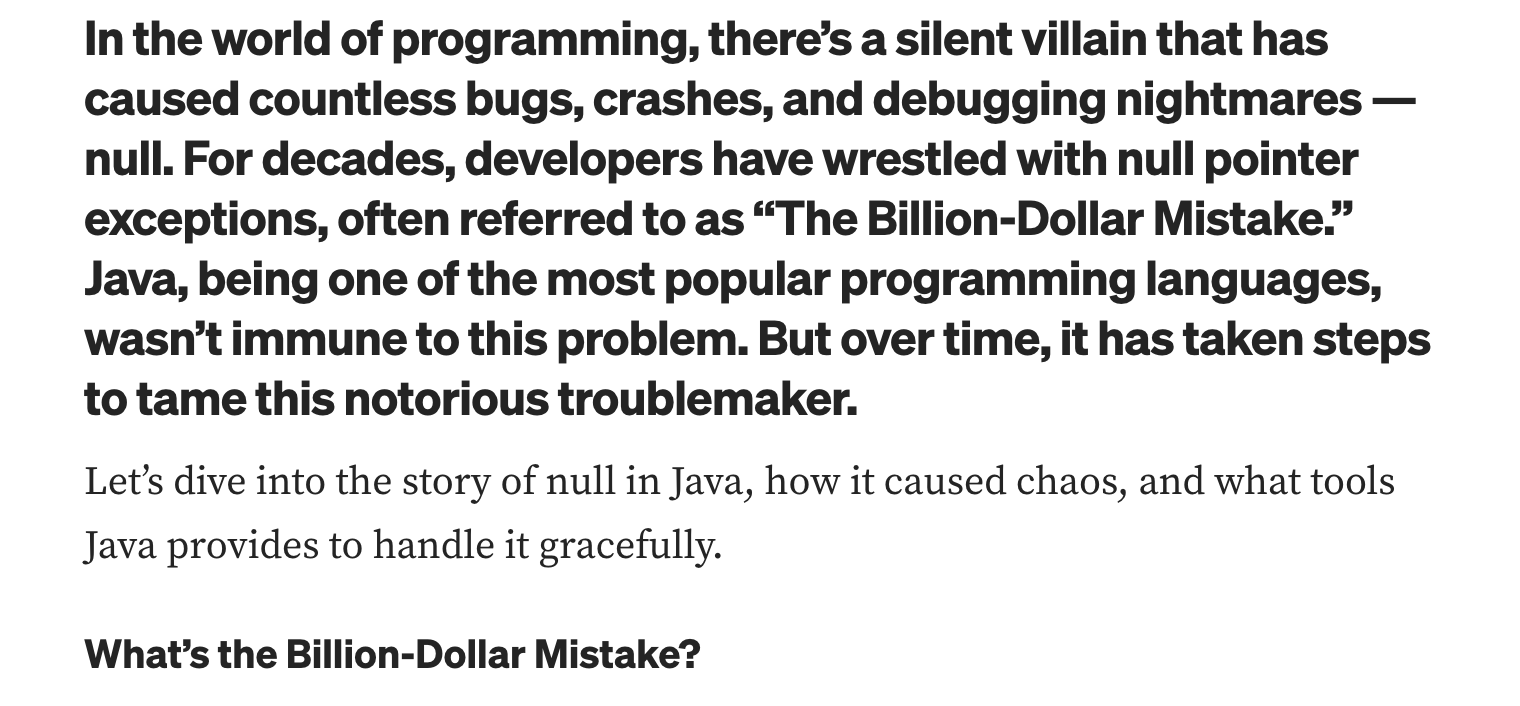 In the world of programming, there’s a silent villain that has
caused countless bugs, crashes, and debugging nightmares —
null. For decades, developers have wrestled with null pointer
exceptions, often referred to as “The Billion-Dollar Mistake.”
Java, being one of the most popular programming languages,
wasn’t immune to this problem. But over time, it has taken steps
to tame this notorious troublemaker.
Let’s dive into the story of null in Java, how it caused chaos, and what tools
Java provides to handle it gracefully.
What’s the Billion-Dollar Mistake?